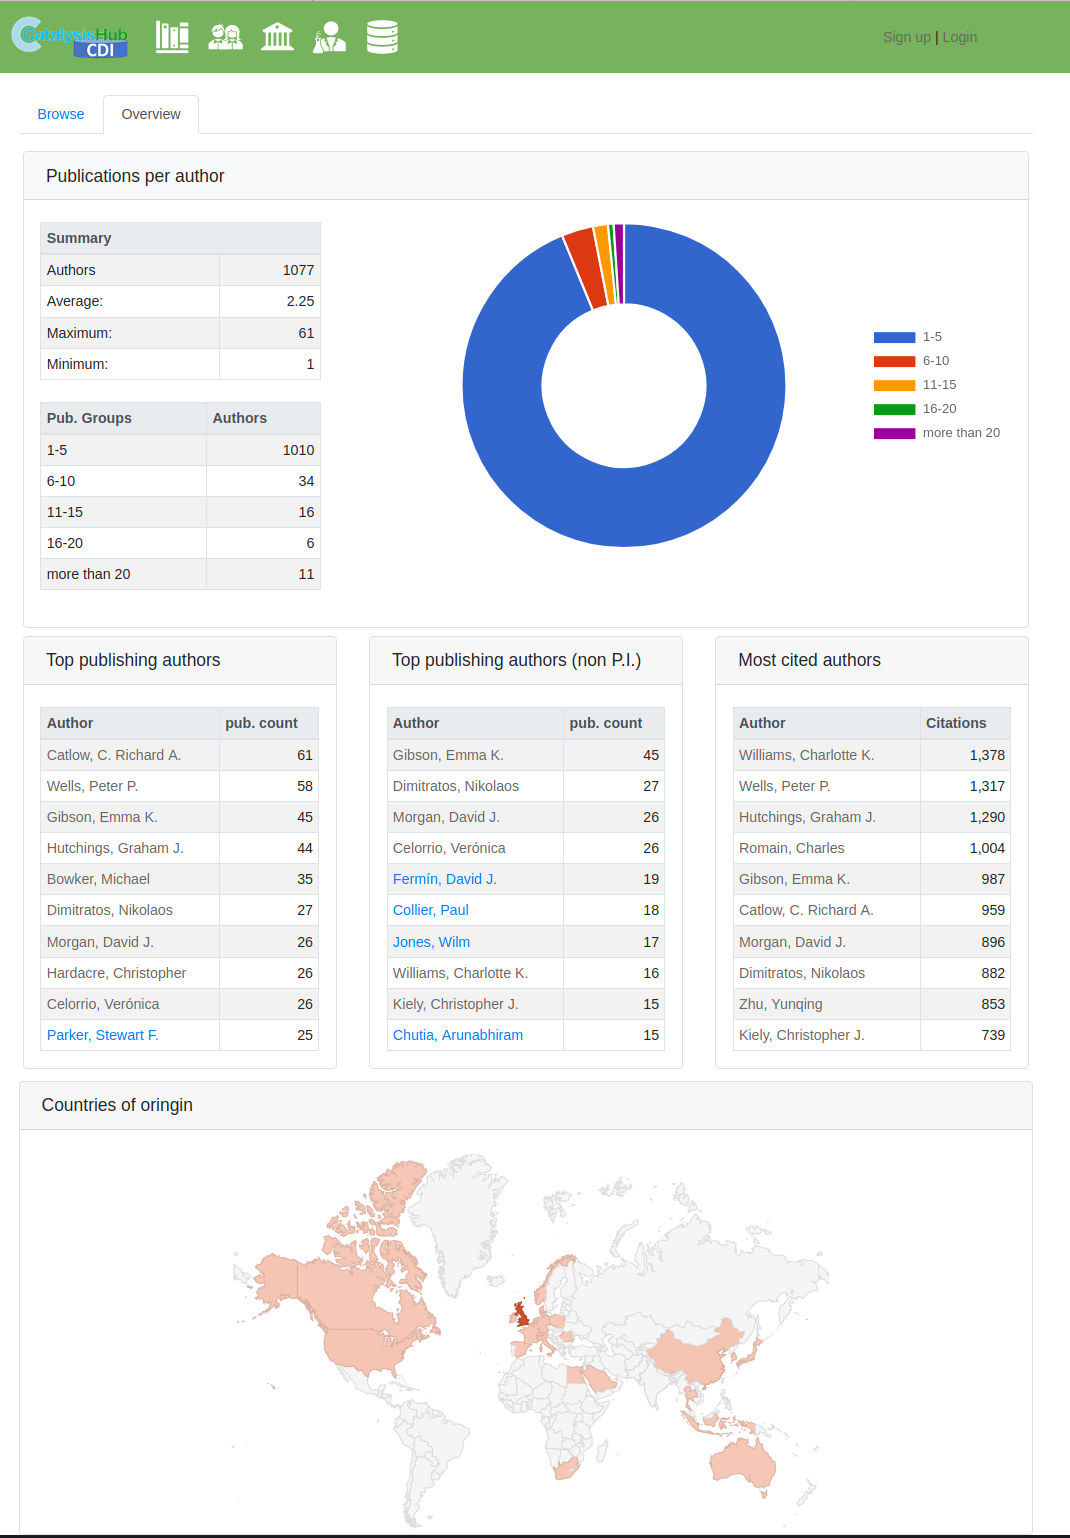 CatalysisHub
CDI
Sign up | Login
Browse Overview
Publications per author
Summary
Authors 1077
Average: 2.25
Maximum: 61
Minimum: 1
Pub. Groups Authors
1-5 1010
6-10 34
11-15 16
16-20 6
more than 20 11
1-5
6-10
11-15
16-20
more than 20
Top publishing authors
Author pub. count
Catlow, C. Richard A. 61
Wells, Peter P. 58
Gibson, Emma K. 45
Hutchings, Graham J. 44
Bowker, Michael 35
Dimitratos, Nikolaos 27
Morgan, David J. 26
Hardacre, Christopher 26
Celorrio, Verónica 26
Parker, Stewart F. 25
Top publishing authors (non P.I.)
Author pub. count
Gibson, Emma K. 45
Dimitratos, Nikolaos 27
Morgan, David J. 26
Celorrio, Verónica 26
Fermín, David J. 19
Collier, Paul 18
Jones, Wilm 17
Williams, Charlotte K. 16
Kiely, Christopher J. 15
Chutia, Arunabhiram 15
Most cited authors
Author Citations
Williams, Charlotte K. 1,378
Wells, Peter P. 1,317
Hutchings, Graham J. 1,290
Romain, Charles 1,004
Gibson, Emma K. 987
Catlow, C. Richard A. 959
Morgan, David J. 896
Dimitratos, Nikolaos 882
Zhu, Yunqing 853
Kiely, Christopher J. 739
Countries of oringin